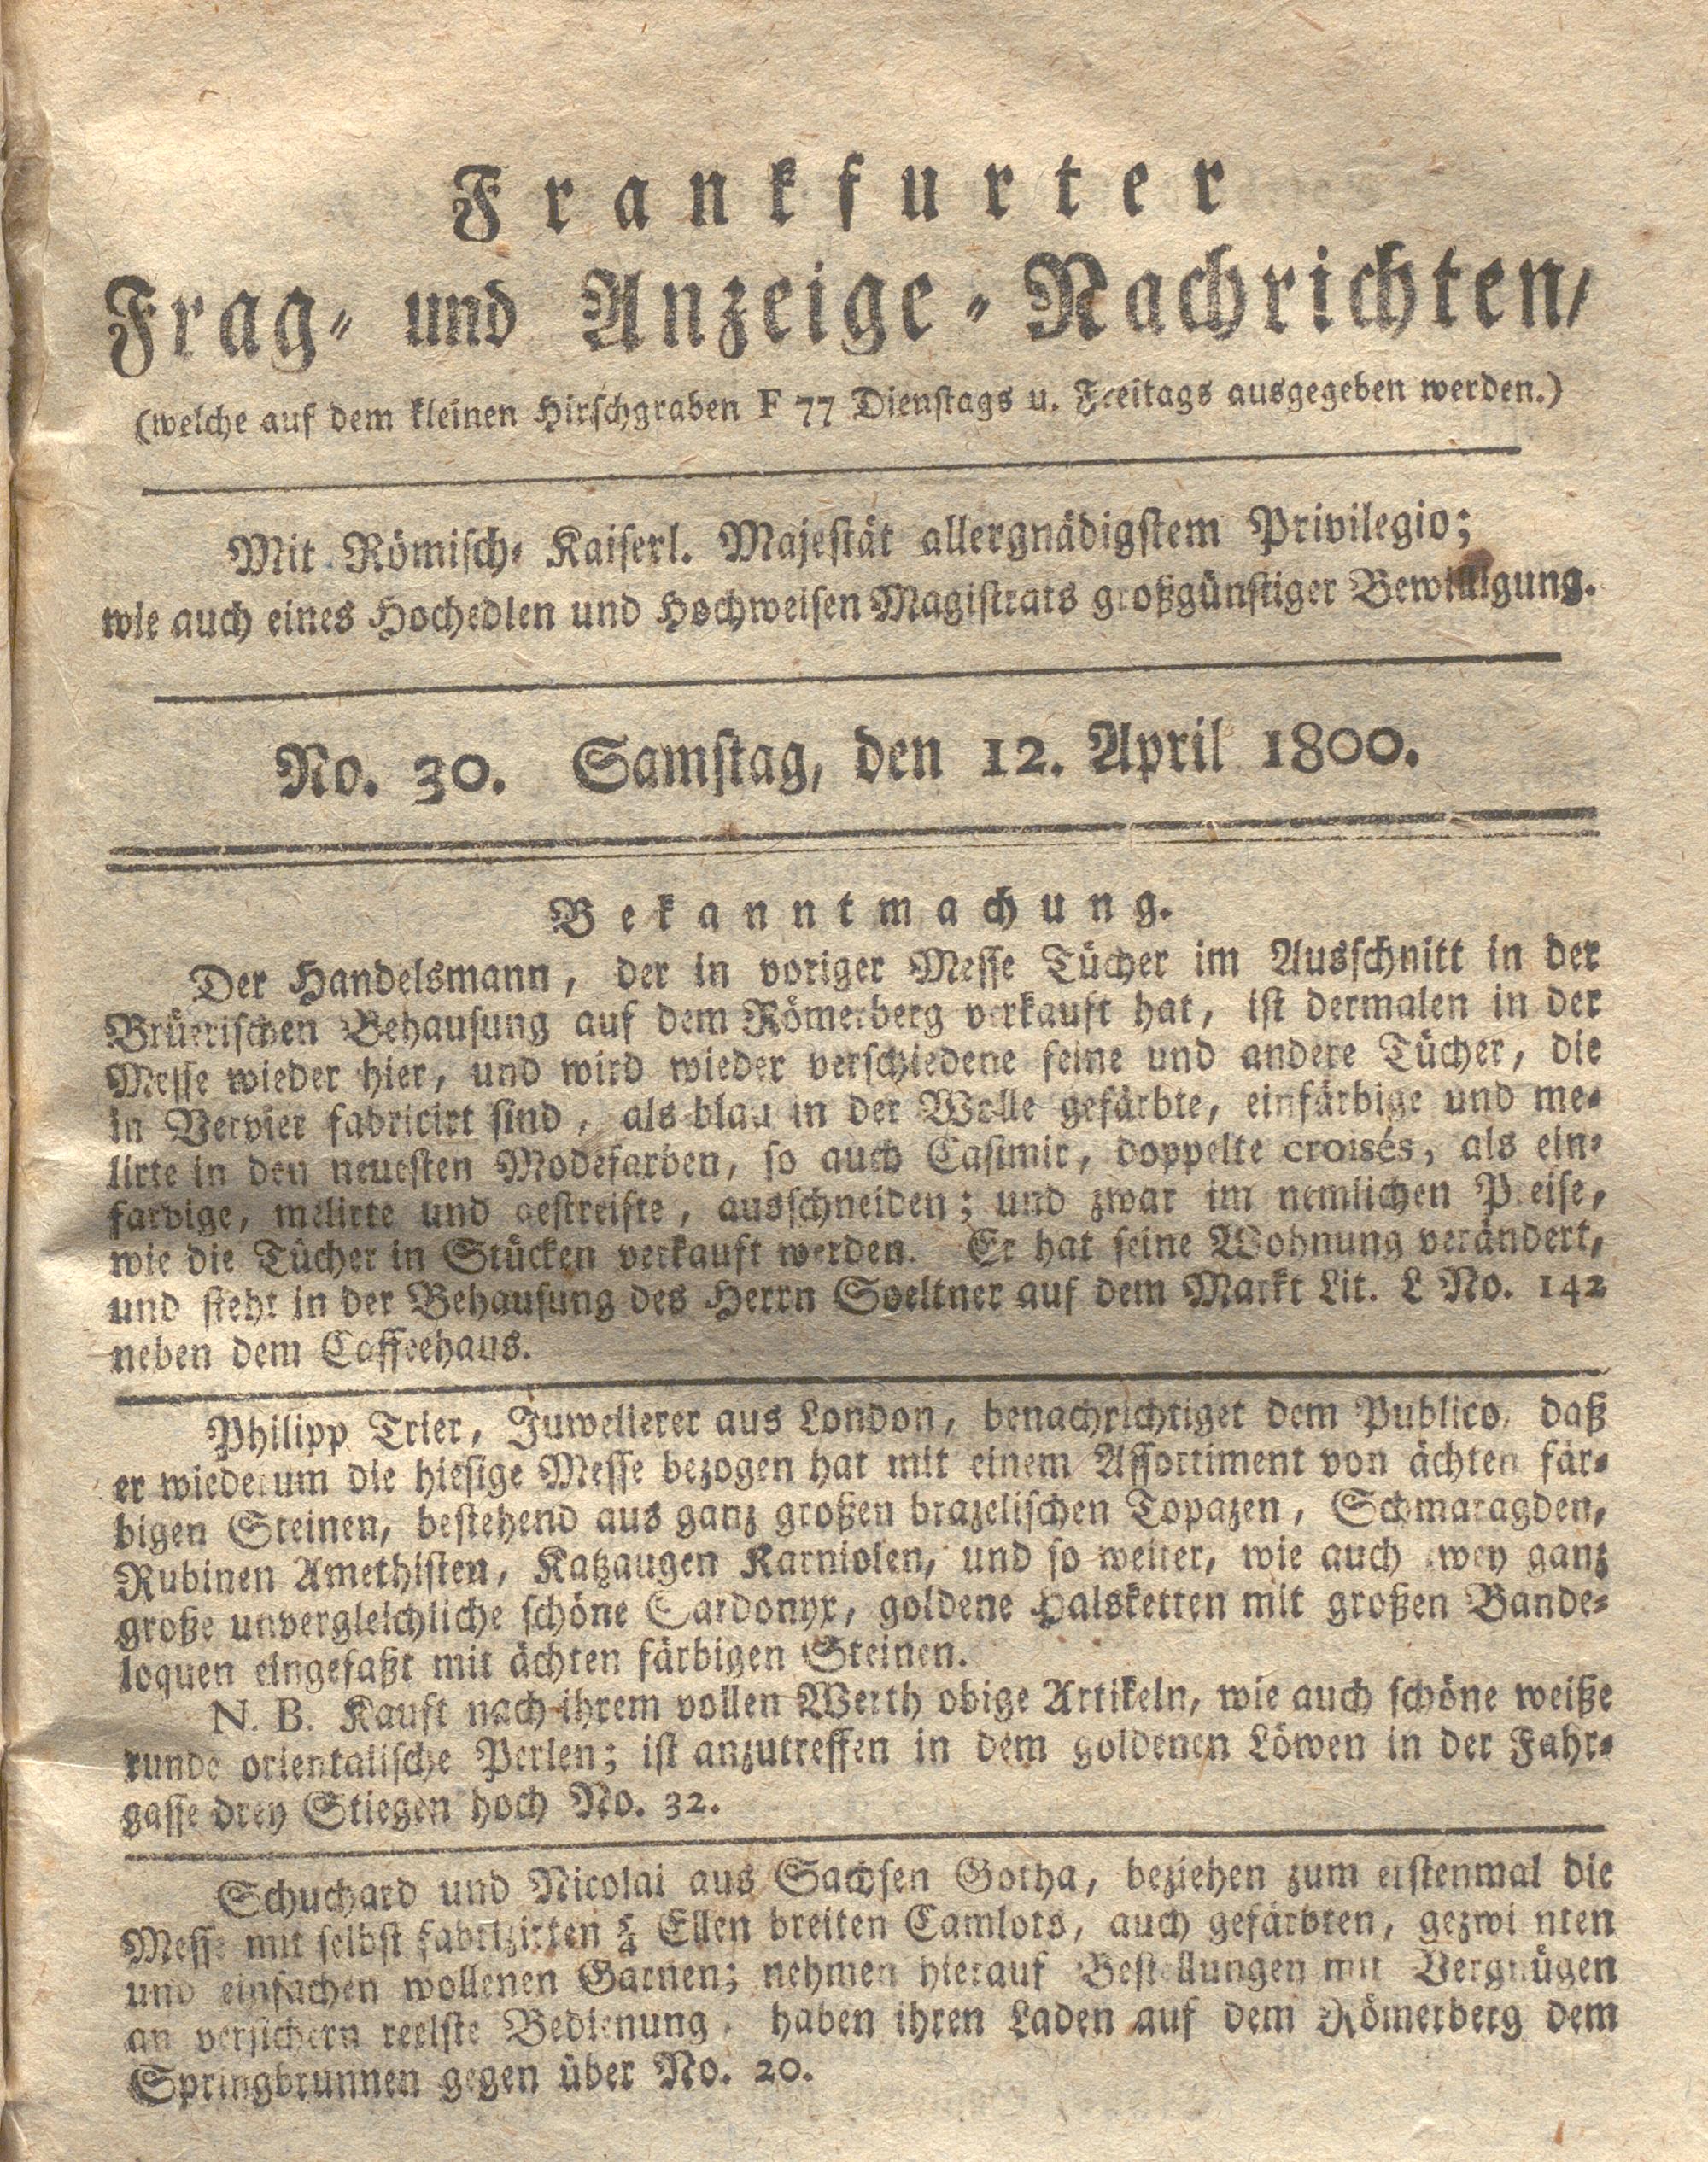 Frankfurter
Frag- und Anzeige-Nachrichten,
(welche auf dem kleinen Hirschgraben F 77 Dienstags u. Freitags ausgegeben werden.)
Mit Römisch- Kaiserl. Majestät allergnädigstem Privilegio;
wie auch eines Hochedlen und Hochweisen Magistrats großgünstiger Bewilligung.
No. 30. Samstag, den 12. April 1800.
Bekanntmachung.
Der Handelsmann, der in voriger Messe Tücher im Ausschnitt in der
Brüerischen Behausung auf dem Römerberg verkauft hat, ist dermalen in der
Messe wieder hier, und wird wieder verschiedene feine und andere Tücher, die
in Vervier fabricirt sind, als blau in der Wolle gefärbte, einfärbige und me-
lirte in den neuesten Modefarben, so auch Casimir, doppelte croisés, als ein-
farbige, melirte und gestreifte, ausschneiden; und zwar im nemlichen Preise,
wie die Tücher in Stücken verkauft werden. Er hat seine Wohnung verändert,
und steht in der Behausung des Herrn Soeltner auf dem Markt Lit. L No. 142
neben dem Caffeehaus.
Philipp Trier, Juwelierer aus London, benachrichtiget dem Publico, daß
er wiederum die hiesige Messe bezogen hat mit einem Assortiment von ächten fär-
bigen Steinen, bestehend aus ganz großen brazelischen Topazen, Schmaragden,
Rubinen Amethisten, Katzaugen Karniolen, und so weiter, wie auch zwey ganz
große unvergleichliche schöne Sardonyx, goldene Halsketten mit großen Bande-
loquen eingefaßt mit ächten färbigen Steinen.
N. B. Kauft nach ihrem vollen Werth obige Artikeln, wie auch schöne weiße
runde orientalische Perlen; ist anzutreffen in dem goldenen Löwen in der Fahr-
gasse drey Stiegen hoch No. 32.
Schuchard und Nicolai aus Sachsen Gotha, beziehen zum erstenmal die
Messe mit selbst fabrizirten Ellen breiten Camlots, auch gefärbten, gezwirnten
und einfachen wollenen Garnen; nehmen hierauf Bestellungen mit Vergnügen
an versichern reelste Bedienung, haben ihren Laden auf dem Römerberg dem
Springbrunnen gegen über No. 20.